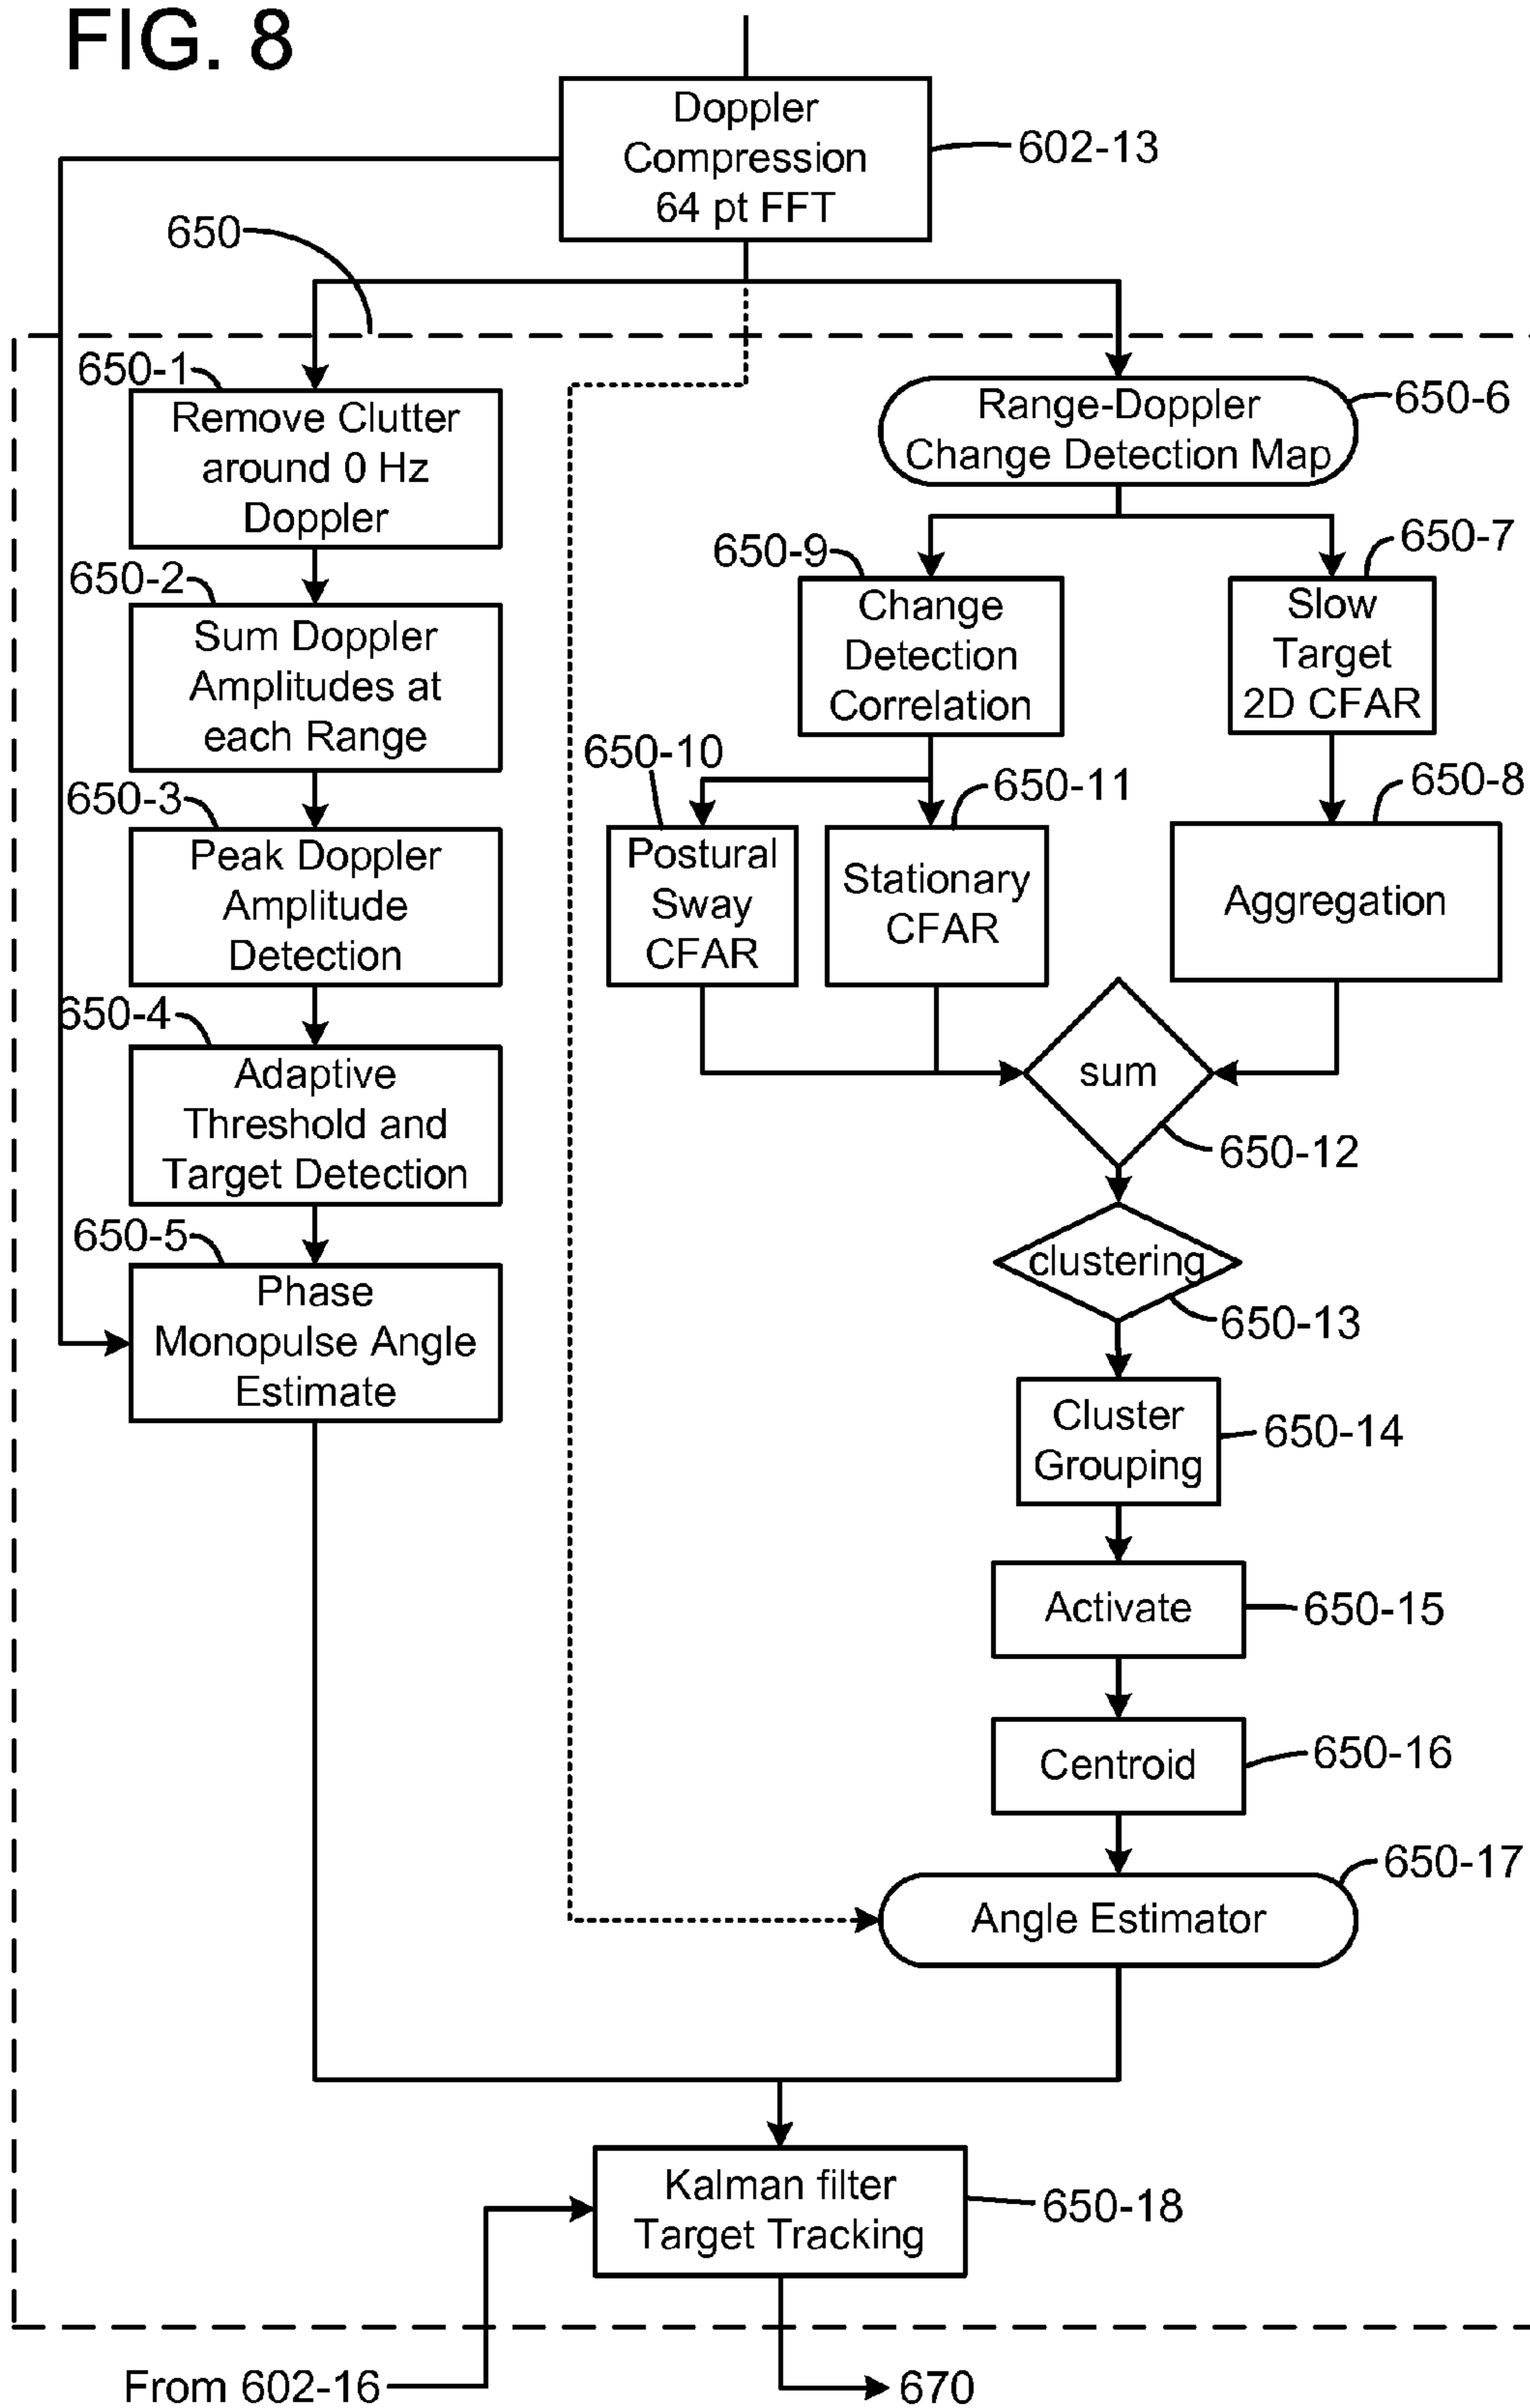 FIG. 8
Doppler
Compression
64 pt FFT
602-13
650
650-1
Remove Clutter
around 0 Hz
Doppler
650-2
Sum Doppler
Amplitudes at
each Range
650-3
Peak Doppler
Amplitude
Detection
650-4
Adaptive
Threshold and
Target Detection
650-5
Phase
Monopulse Angle
Estimate
Range-Doppler
Change Detection Map
650-6
650-9
Change
Detection
Correlation
650-7
Slow
Target
2D CFAR
650-10
Postural
Sway
CFAR
650-11
Stationary
CFAR
650-8
Aggregation
sum
650-12
clustering
650-13
Cluster
Grouping
650-14
Activate
650-15
Centroid
650-16
650-17
Angle Estimator
Kalman filter
Target Tracking
650-18
From 602-16
670